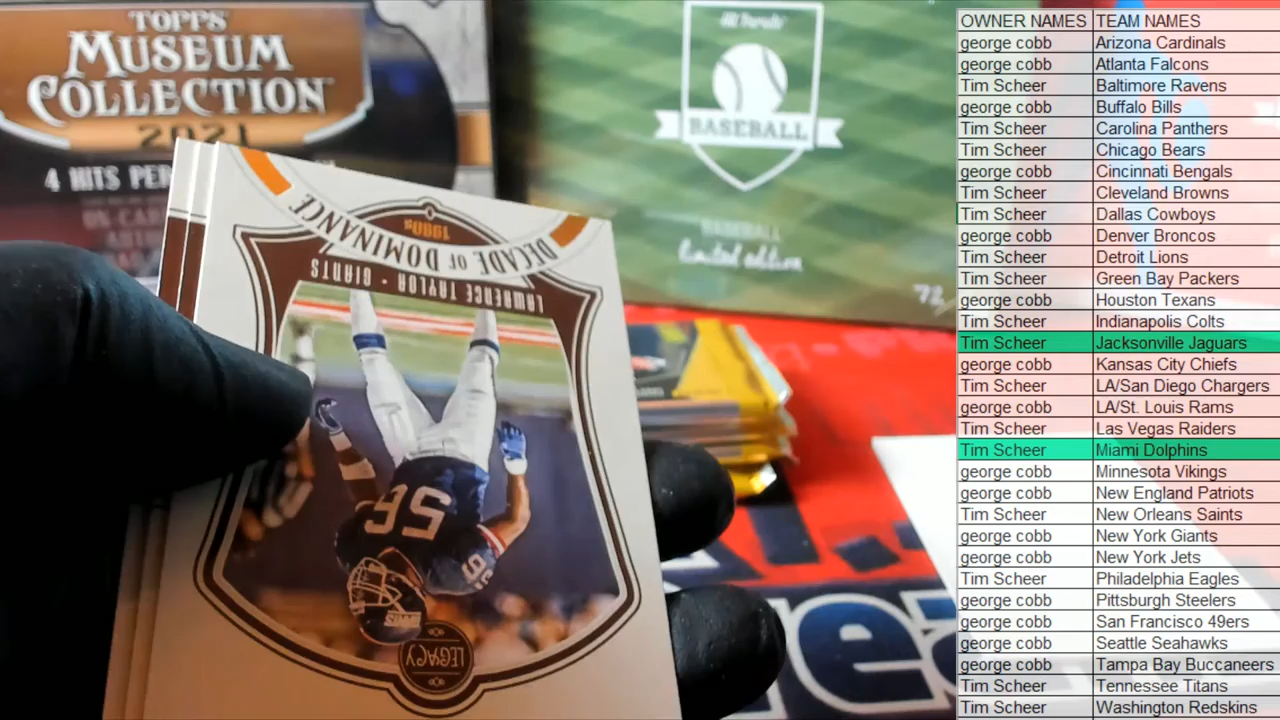 TOPPS
MUSEUM
COLLECTION
2021
4 HITS PER
BASEBALL
BASEBALL
limited edition
72
DECADE OF DOMINANCE
1980s
LAWRENCE TAYLOR - GIANTS
56
LEGACY
OWNER NAMES TEAM NAMES
george cobb Arizona Cardinals
george cobb Atlanta Falcons
Tim Scheer Baltimore Ravens
george cobb Buffalo Bills
Tim Scheer Carolina Panthers
Tim Scheer Chicago Bears
george cobb Cincinnati Bengals
Tim Scheer Cleveland Browns
Tim Scheer Dallas Cowboys
george cobb Denver Broncos
Tim Scheer Detroit Lions
Tim Scheer Green Bay Packers
george cobb Houston Texans
Tim Scheer Indianapolis Colts
Tim Scheer Jacksonville Jaguars
george cobb Kansas City Chiefs
Tim Scheer LA/San Diego Chargers
george cobb LA/St. Louis Rams
Tim Scheer Las Vegas Raiders
Tim Scheer Miami Dolphins
george cobb Minnesota Vikings
george cobb New England Patriots
Tim Scheer New Orleans Saints
george cobb New York Giants
george cobb New York Jets
Tim Scheer Philadelphia Eagles
george cobb Pittsburgh Steelers
george cobb San Francisco 49ers
george cobb Seattle Seahawks
george cobb Tampa Bay Buccaneers
Tim Scheer Tennessee Titans
Tim Scheer Washington Redskins